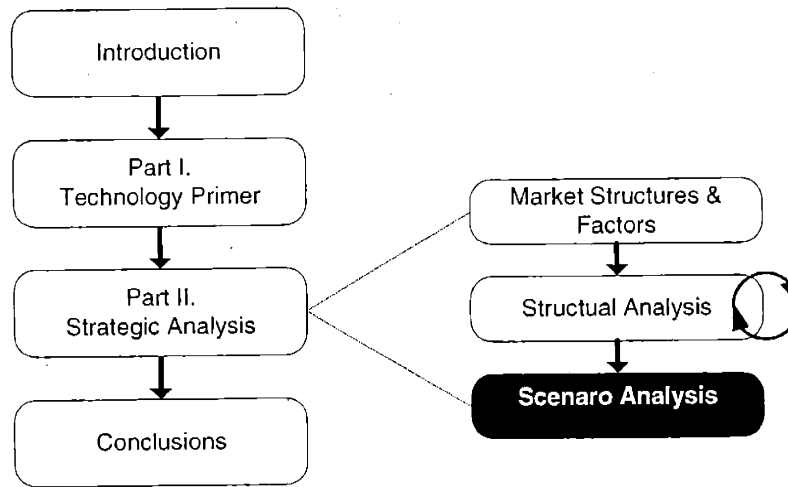 Introduction
Part I.
Technology Primer
Part II.
Strategic Analysis
Conclusions
Market Structures &
Factors
Structual Analysis
Scenaro Analysis